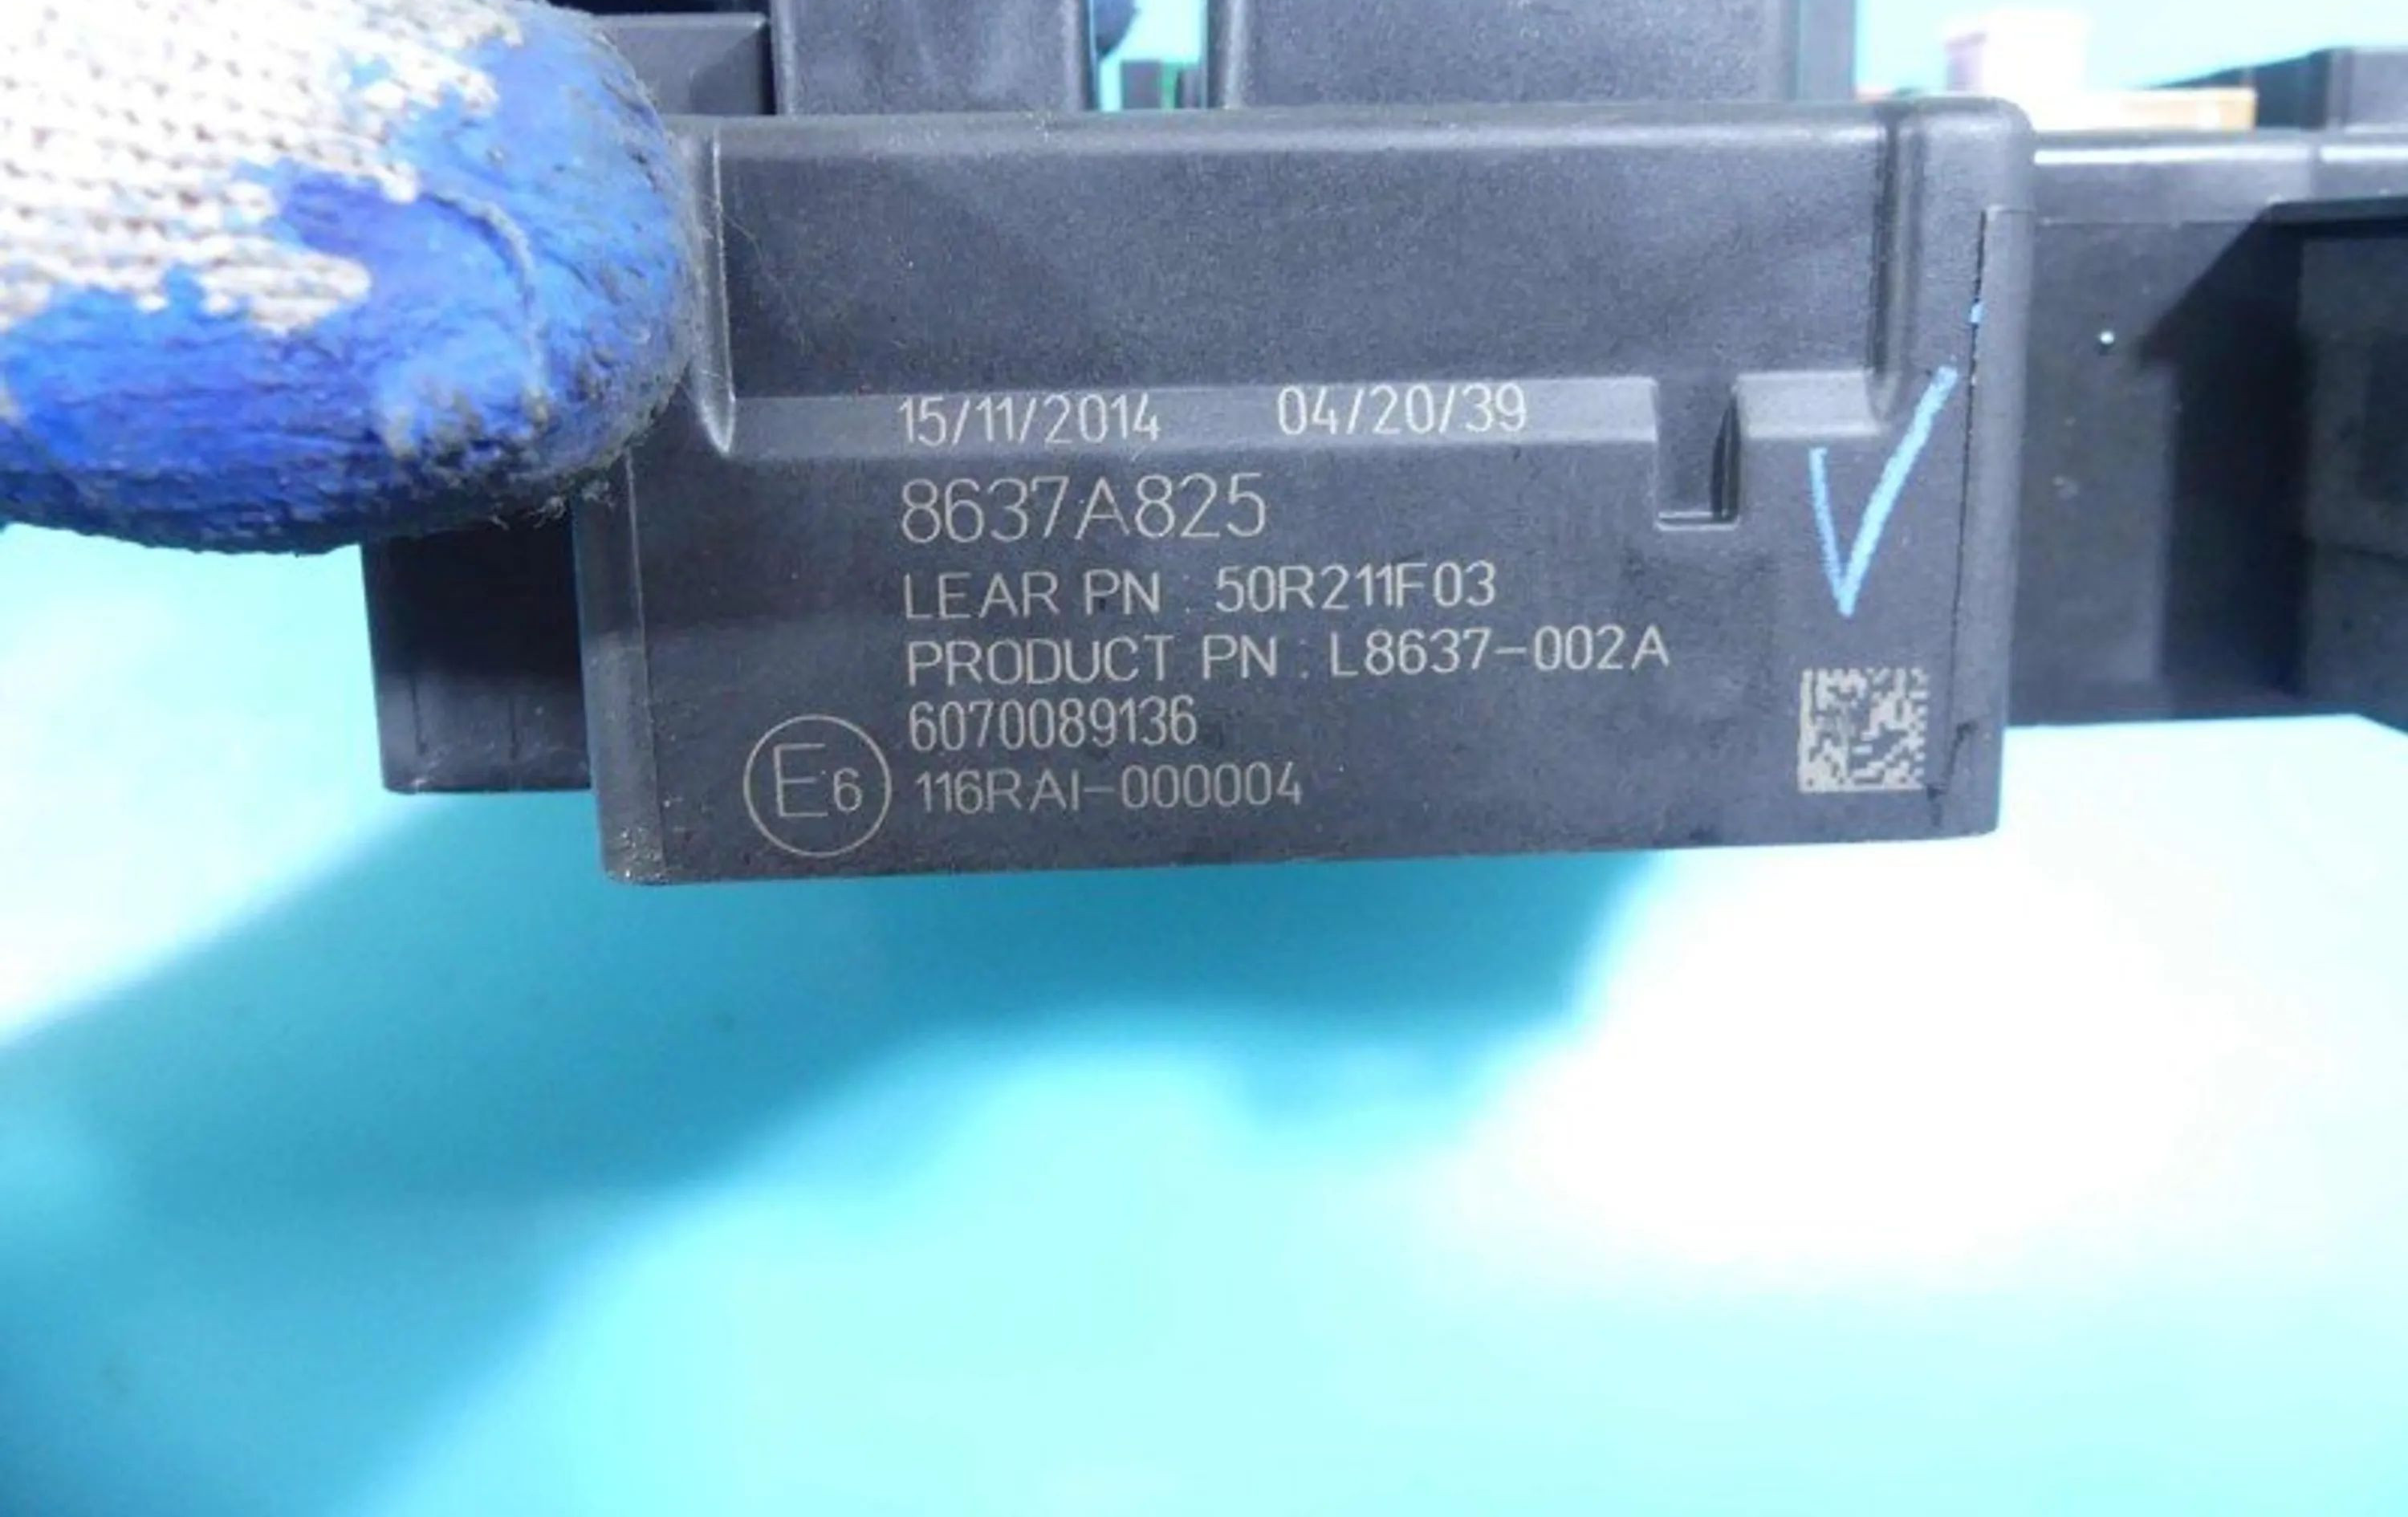 15/11/2014 04/20/39
8637A825
LEAR PN : 50R211F03
PRODUCT PN : L8637-002A
6070089136
E6 116RAI-000004